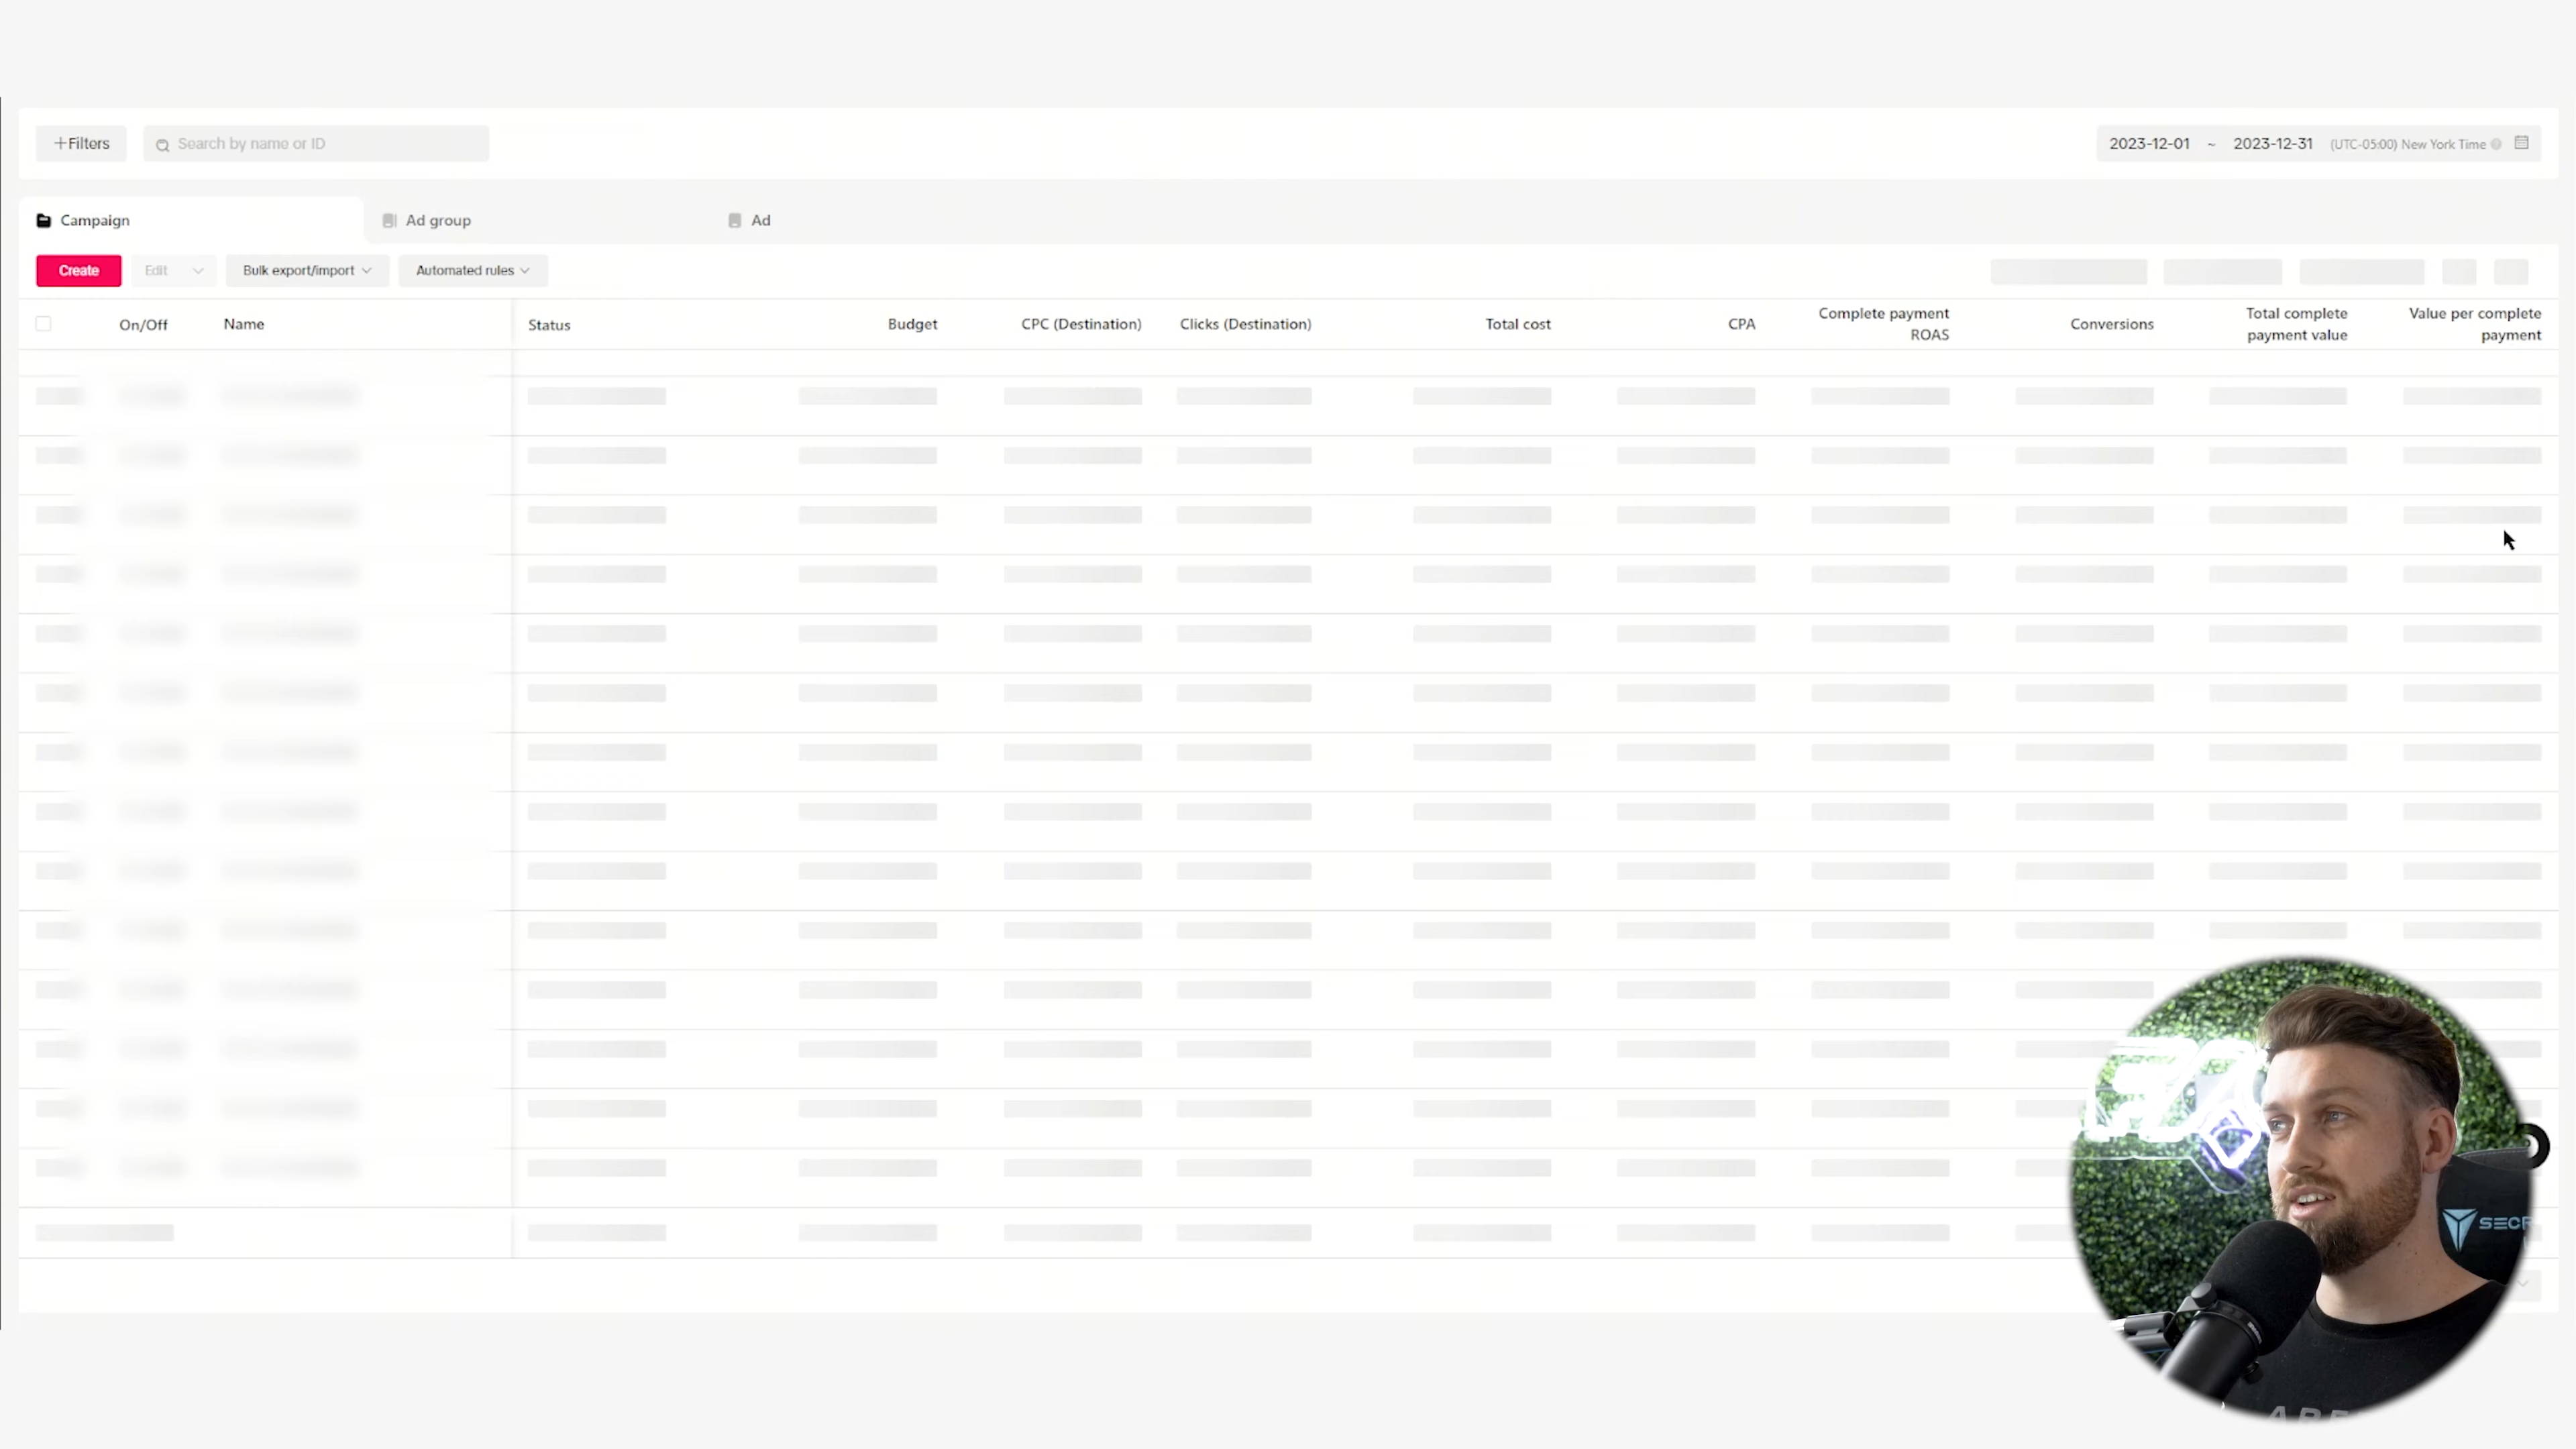 +Filters
Search by name or ID
2023-12-01 ~ 2023-12-31 (UTC-05:00) New York Time
Campaign
Ad group
Ad
Create
Edit
Bulk export/import
Automated rules
On/Off
Name
Status
Budget
CPC (Destination)
Clicks (Destination)
Total cost
CPA
Complete payment
ROAS
Conversions
Total complete
payment value
Value per complete
payment